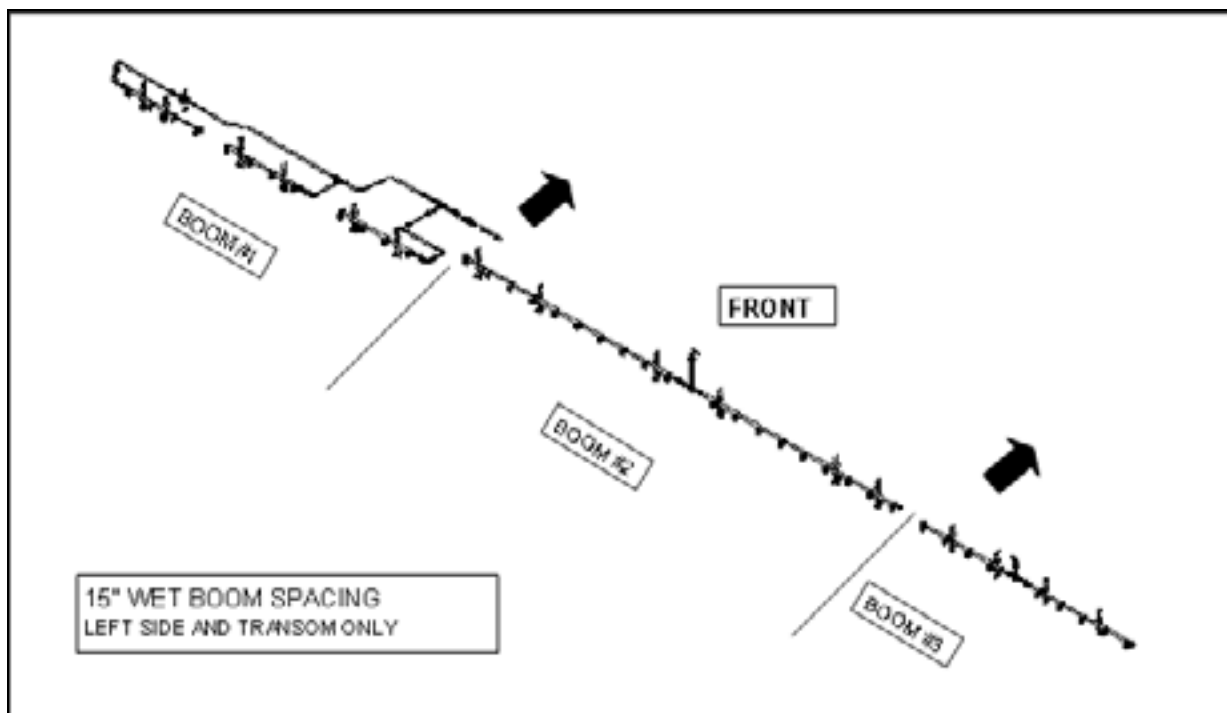 BOOM #1
FRONT
BOOM #2
15" WET BOOM SPACING
LEFT SIDE AND TRANSOM ONLY
BOOM #3